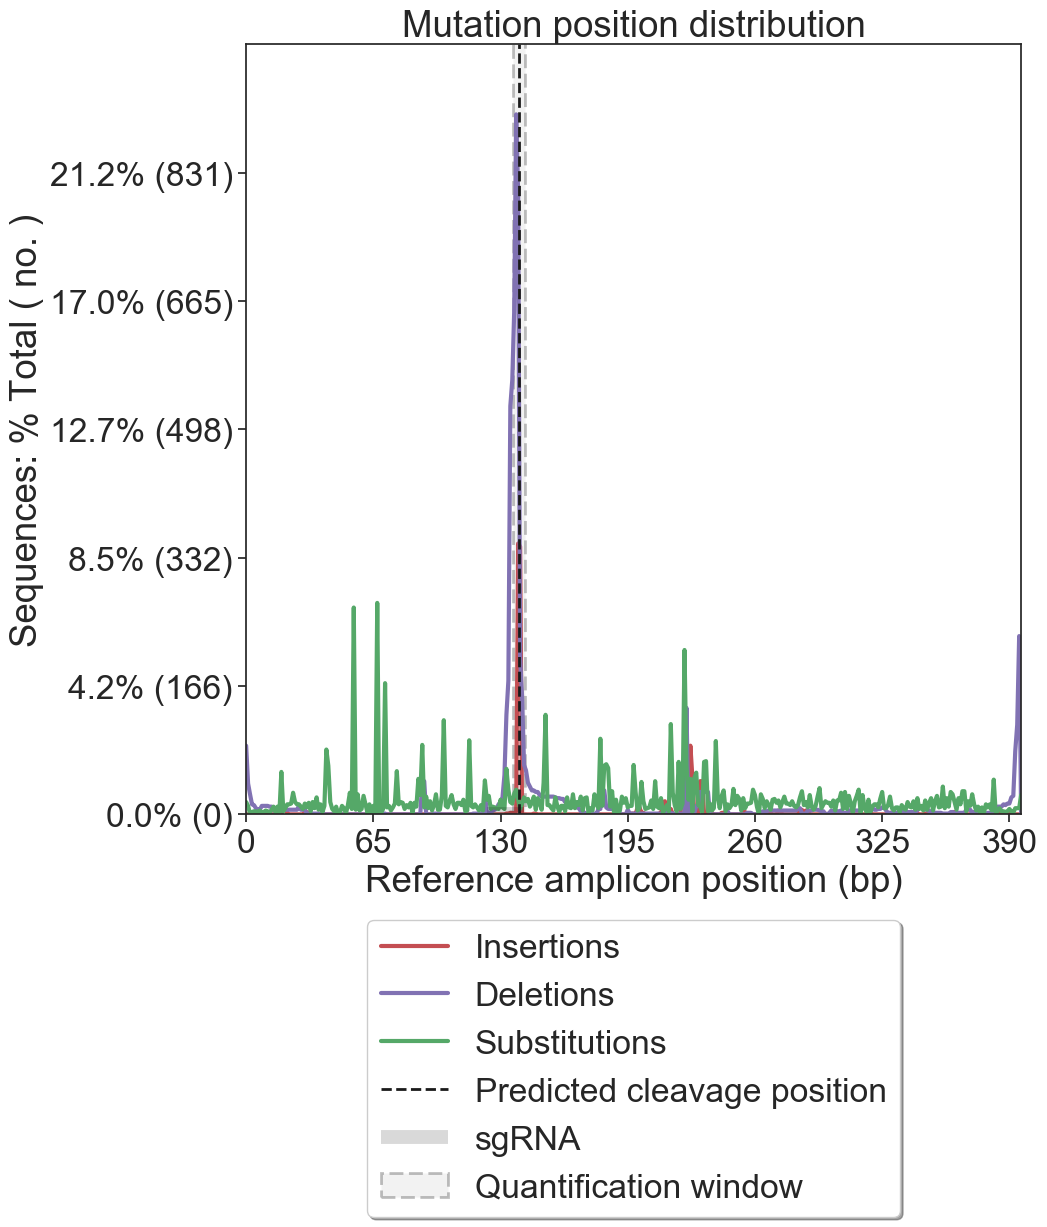 Mutation position distribution
Sequences: % Total ( no. )
21.2% (831)
17.0% (665)
12.7% (498)
8.5% (332)
4.2% (166)
0.0% (0)
0 65 130 195 260 325 390
Reference amplicon position (bp)
Insertions
Deletions
Substitutions
Predicted cleavage position
sgRNA
Quantification window